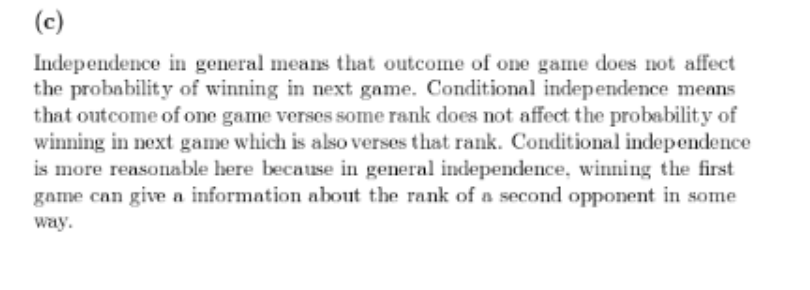 (c)
Independence in general means that outcome of one game does not affect
the probability of winning in next game. Conditional independence means
that outcome of one game verses some rank does not affect the probability of
winning in next game which is also verses that rank. Conditional independence
is more reasonable here because in general independence, winning the first
game can give a information about the rank of a second opponent in some
way.